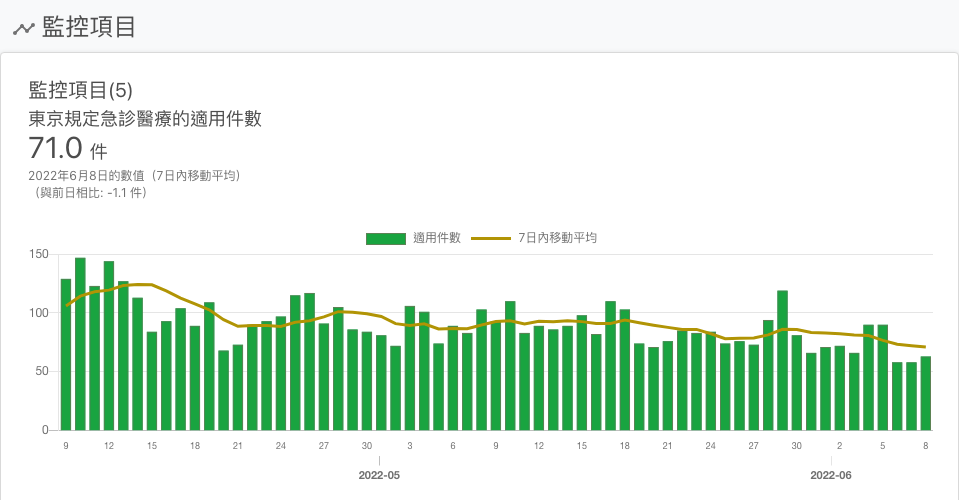 監控項目
監控項目(5)
東京規定急診醫療的適用件數
71.0 件
2022年6月8日的數值（7日內移動平均）
（與前日相比: -1.1 件）
適用件數 7日內移動平均
150
100
50
0
9 12 15 18 21 24 27 30 3 6 9 12 15 18 21 24 27 30 2 5 8
2022-05 2022-06